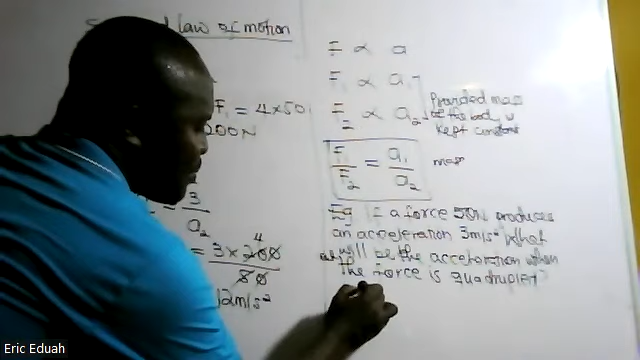 law of motion
F₁ = 4×50
200N
3
a₂
= 3 × 200
50
12m/s²
F ∝ a
F₁ ∝ a₁
F₂ ∝ a₂
Provided mass
of the body is
kept constant
F₁/F₂ = a₁/a₂
mass
Eg If a force 50N produces
an acceleration 3m/s² What
will be the acceleration when
the force is quadrupled?
Eric Eduah